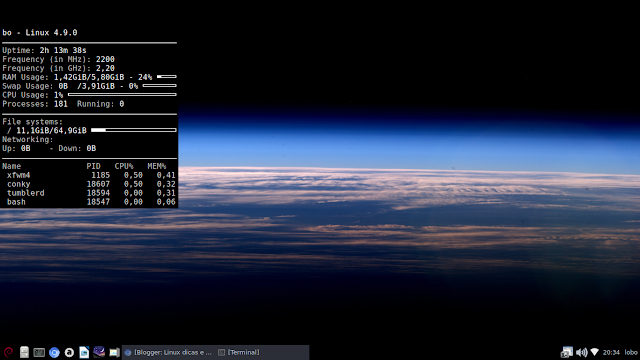 bo - Linux 4.9.0
Uptime: 2h 13m 38s
Frequency (in MHz): 2200
Frequency (in GHz): 2,20
RAM Usage: 1,42GiB/5,80GiB - 24%
Swap Usage: 0B /3,91GiB - 0%
CPU Usage: 1%
Processes: 181 Running: 0
File systems:
/ 11,1GiB/64,9GiB
Networking:
Up: 0B - Down: 0B
Name PID CPU% MEM%
xfwm4 1185 0,50 0,41
conky 18607 0,50 0,32
tumblerd 18594 0,00 0,31
bash 18547 0,00 0,06
[Blogger: Linux dicas e ... [Terminal] 20:34 lobo